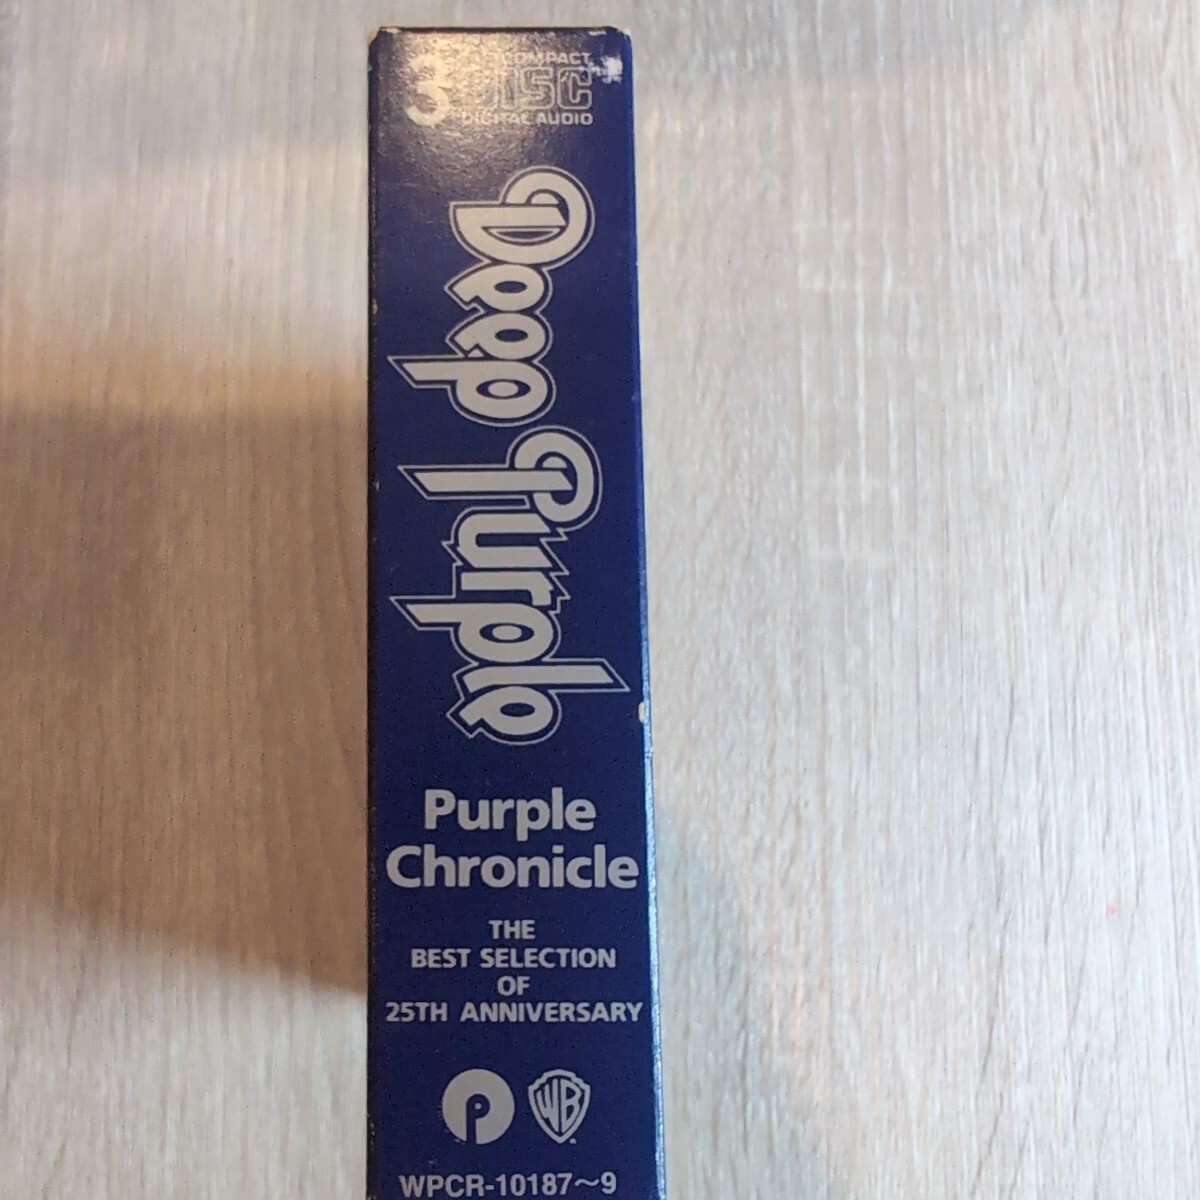 3 COMPACT
DISC
DIGITAL AUDIO
Deep Purple
Purple
Chronicle
THE
BEST SELECTION
OF
25TH ANNIVERSARY
P WB
WPCR-10187～9